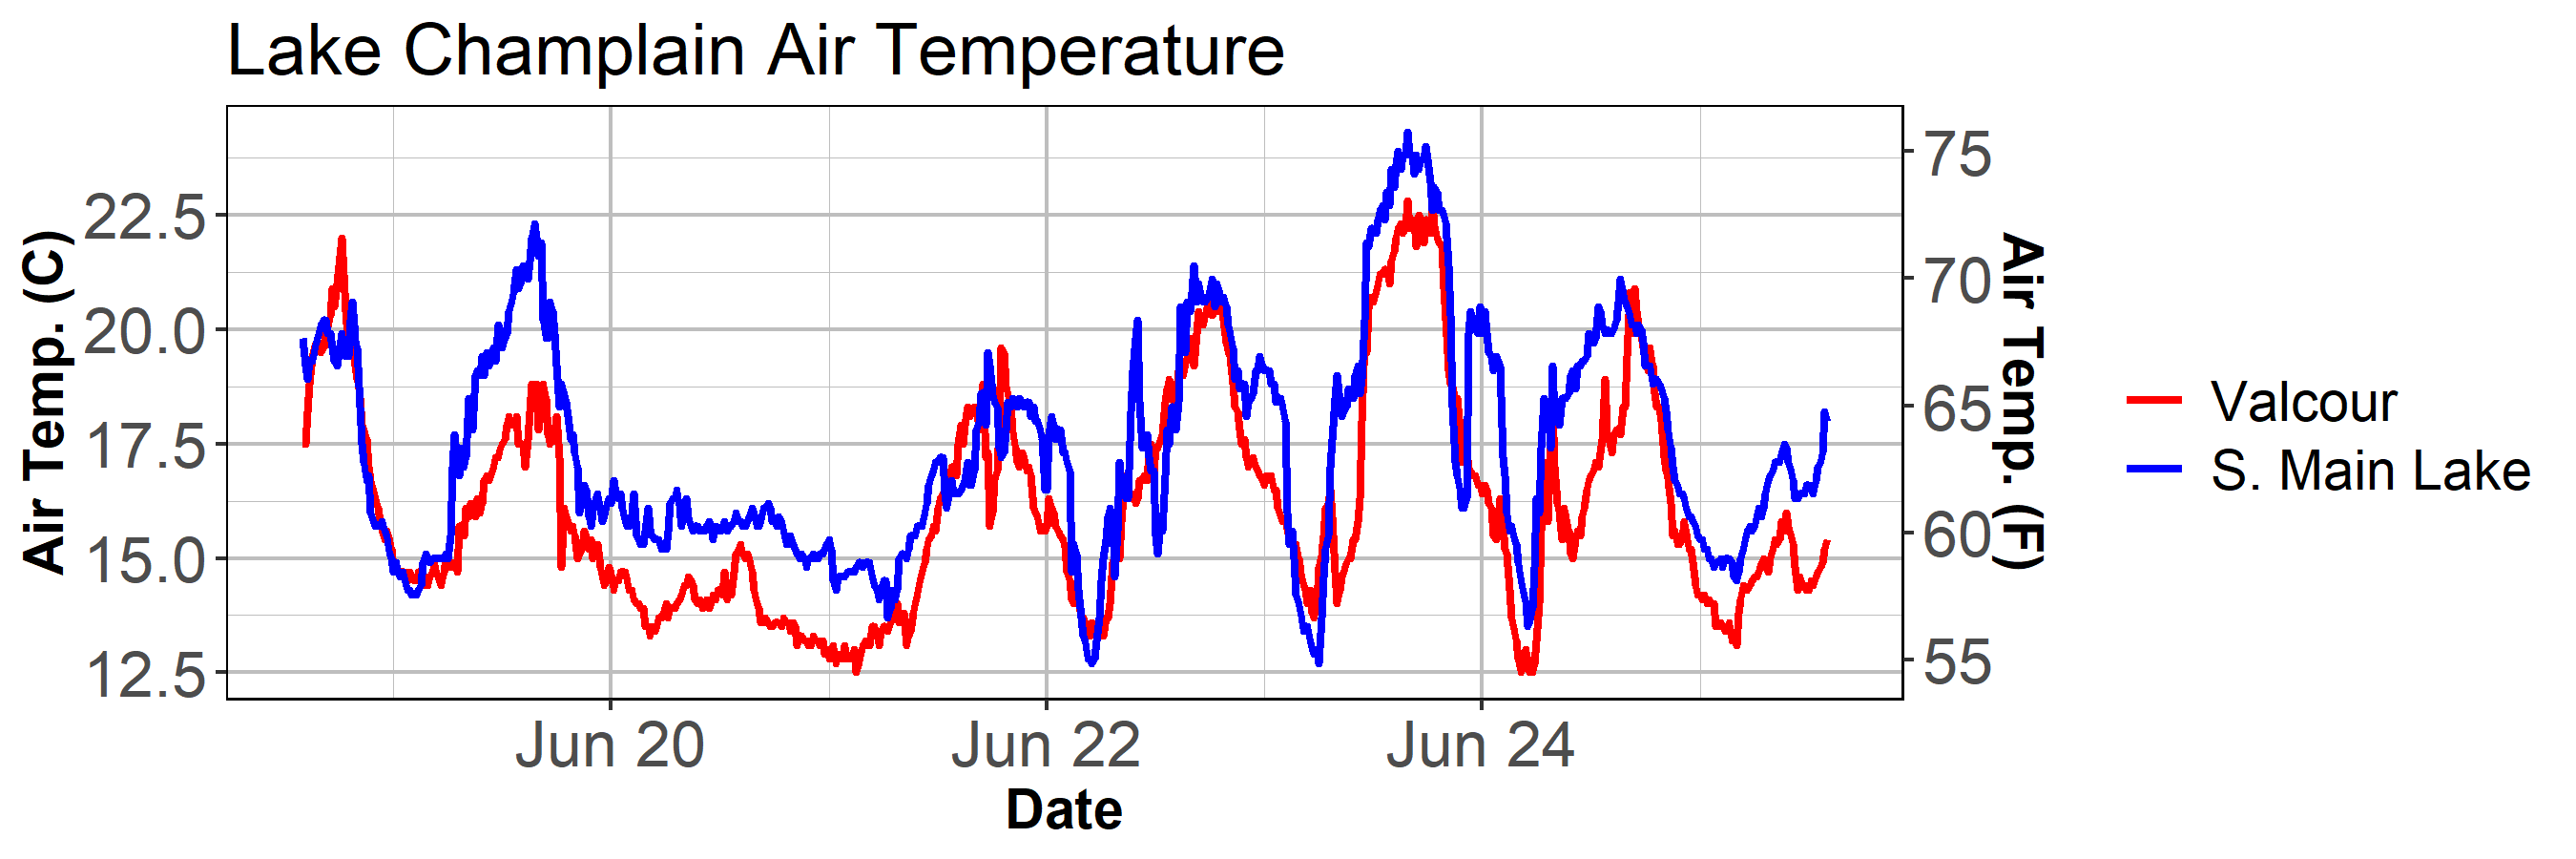 Lake Champlain Air Temperature
Air Temp. (C)
22.5
20.0
17.5
15.0
12.5
75
70
65
60
55
Air Temp. (F)
Jun 20
Jun 22
Jun 24
Date
Valcour
S. Main Lake